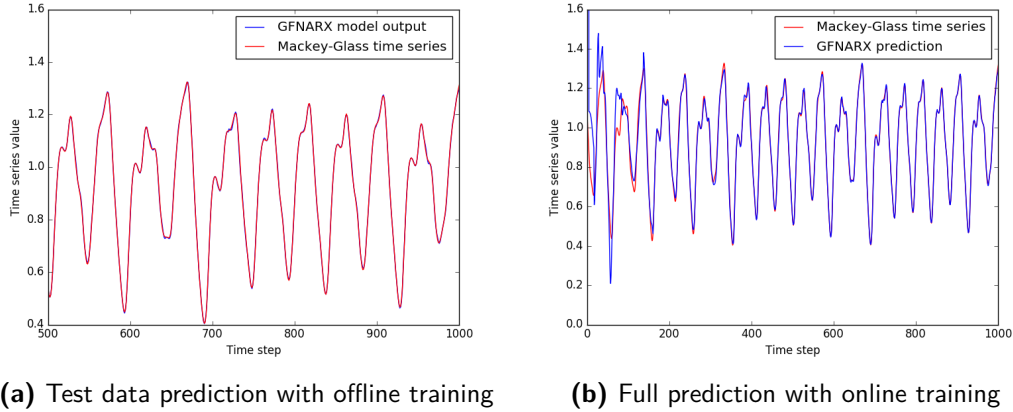 1.6
1.4
1.2
1.0
0.8
0.6
0.4
500
600
700
800
900
1000
Time series value
Time step
GFNARX model output
Mackey-Glass time series
(a) Test data prediction with offline training
1.6
1.4
1.2
1.0
0.8
0.6
0.4
0.2
0.0
0
200
400
600
800
1000
Time series value
Time step
Mackey-Glass time series
GFNARX prediction
(b) Full prediction with online training